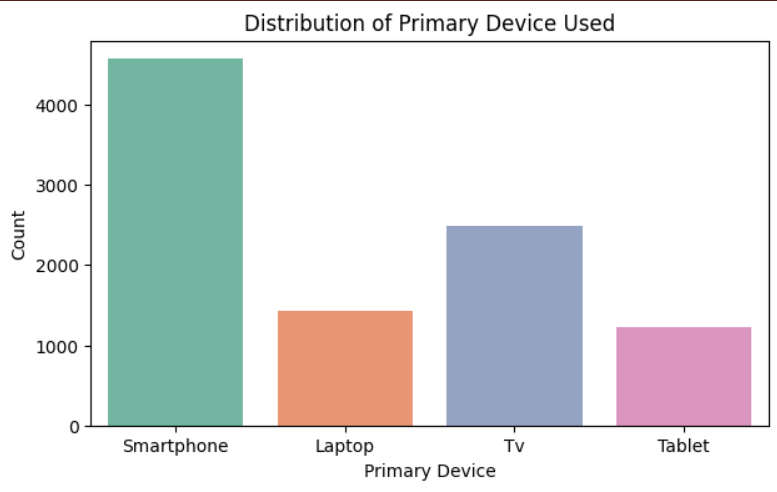 Distribution of Primary Device Used
Count
4000
3000
2000
1000
0
Smartphone Laptop Tv Tablet
Primary Device